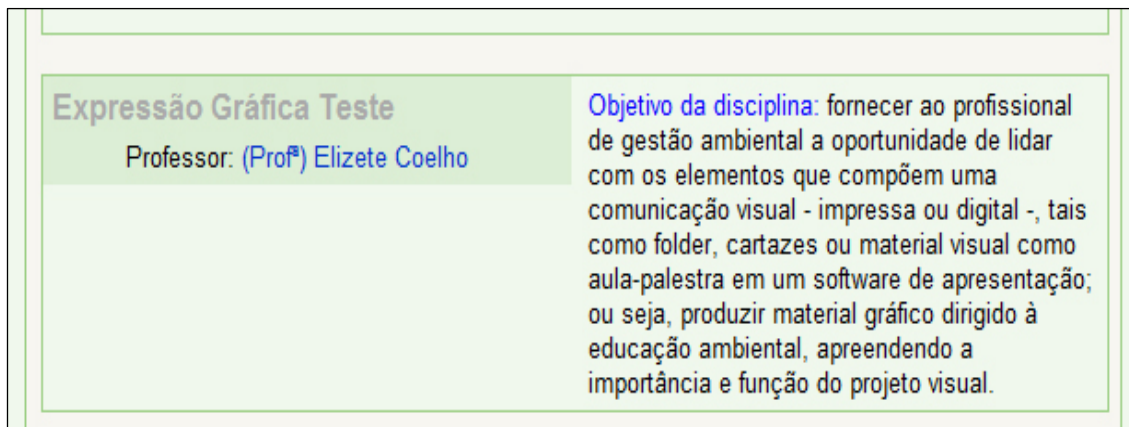 Expressão Gráfica Teste
Professor: (Profª) Elizete Coelho
Objetivo da disciplina: fornecer ao profissional
de gestão ambiental a oportunidade de lidar
com os elementos que compõem uma
comunicação visual - impressa ou digital -, tais
como folder, cartazes ou material visual como
aula-palestra em um software de apresentação;
ou seja, produzir material gráfico dirigido à
educação ambiental, apreendendo a
importância e função do projeto visual.